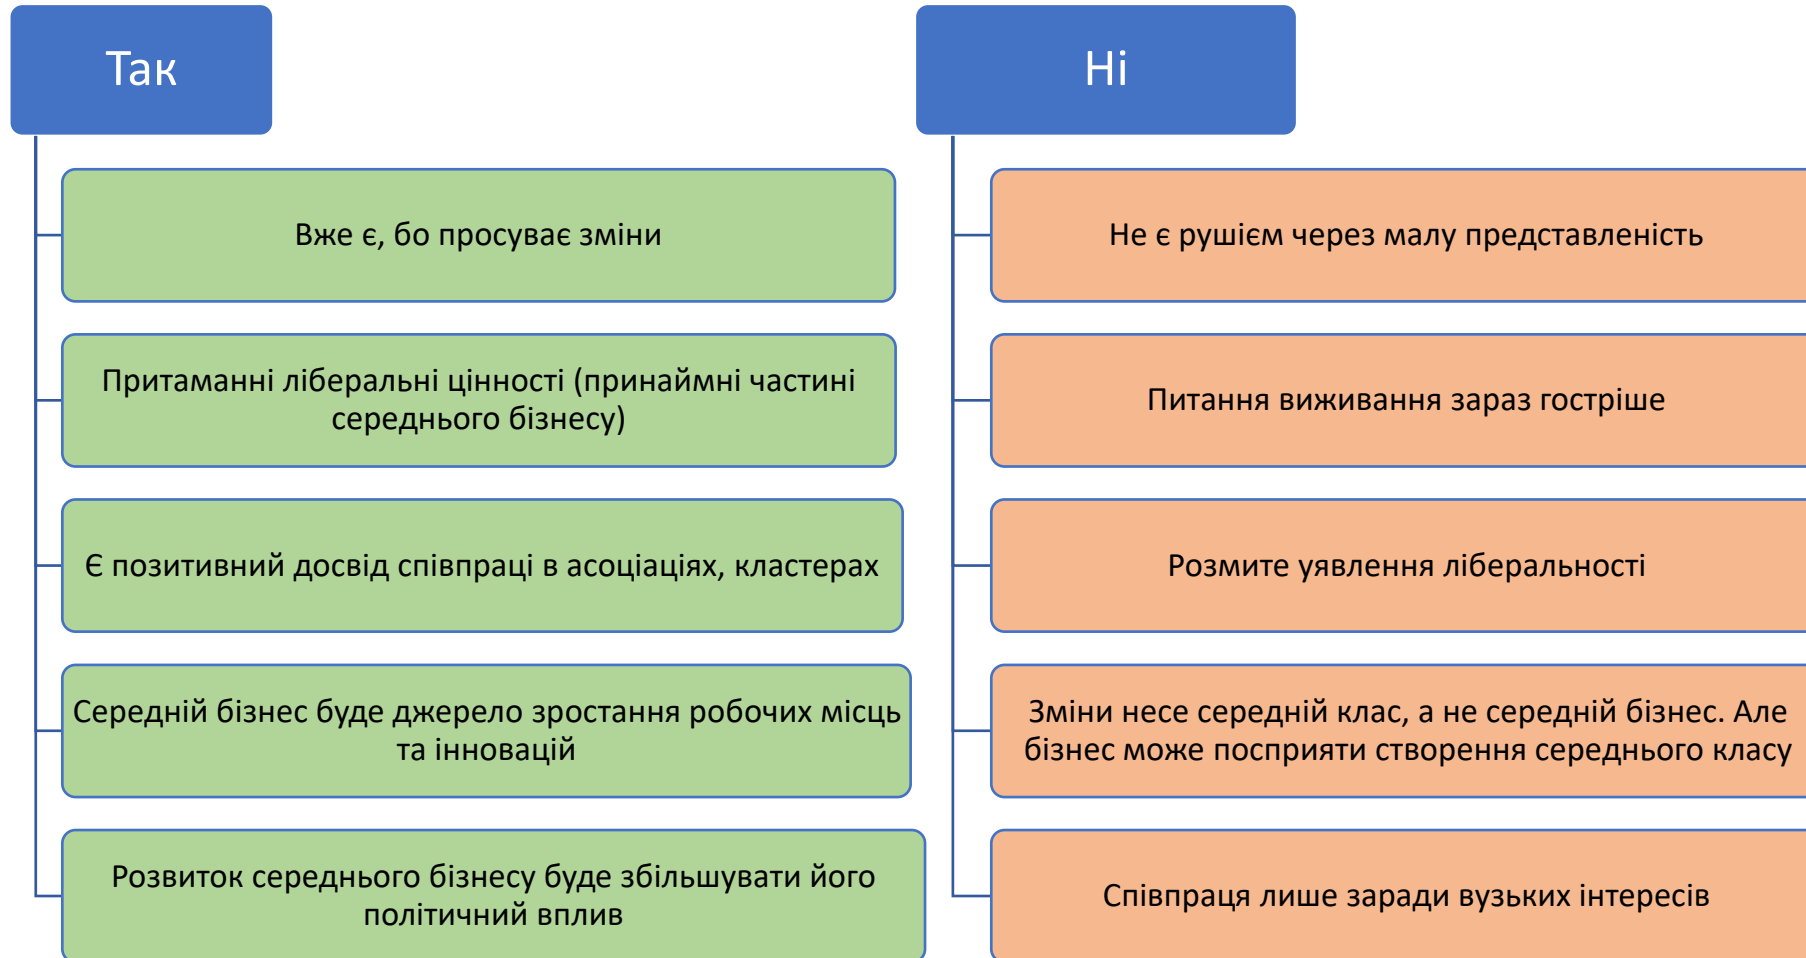 Так
Вже є, бо просуває зміни
Притаманні ліберальні цінності (принаймні частині
середнього бізнесу)
Є позитивний досвід співпраці в асоціаціях, кластерах
Середній бізнес буде джерело зростання робочих місць
та інновацій
Розвиток середнього бізнесу буде збільшувати його
політичний вплив
Ні
Не є рушієм через малу представленість
Питання виживання зараз гостріше
Розмите уявлення ліберальності
Зміни несе середній клас, а не середній бізнес. Але
бізнес може посприяти створення середнього класу
Співпраця лише заради вузьких інтересів